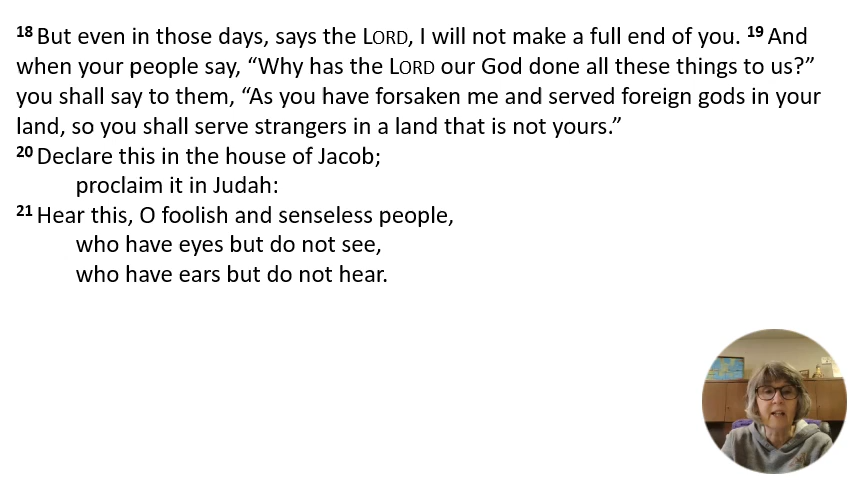 18 But even in those days, says the LORD, I will not make a full end of you. 19 And
when your people say, “Why has the LORD our God done all these things to us?”
you shall say to them, “As you have forsaken me and served foreign gods in your
land, so you shall serve strangers in a land that is not yours.”
20 Declare this in the house of Jacob;
proclaim it in Judah:
21 Hear this, O foolish and senseless people,
who have eyes but do not see,
who have ears but do not hear.